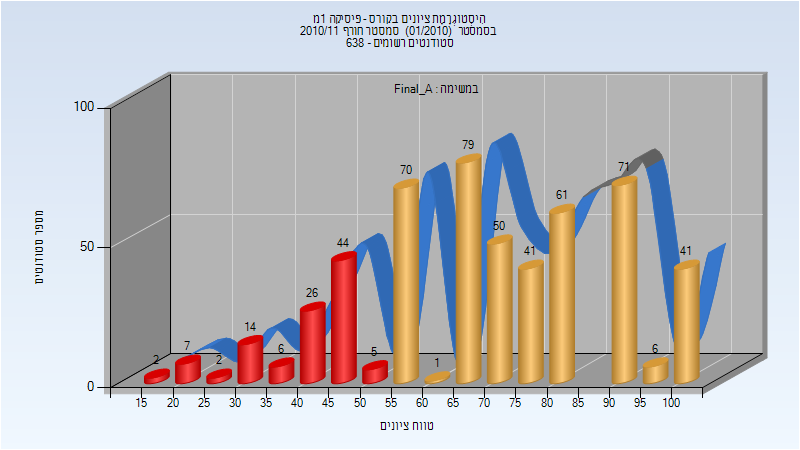 היסטוגרמת ציונים בקורס - פיסיקה 1מ
בסמסטר (01/2010) סמסטר חורף 2010/11
סטודנטים רשומים - 638
במשימה : Final_A
מספר סטודנטים
100
50
0
2
7
2
14
6
26
44
5
70
1
79
50
41
61
71
6
41
15 20 25 30 35 40 45 50 55 60 65 70 75 80 85 90 95 100
טווח ציונים